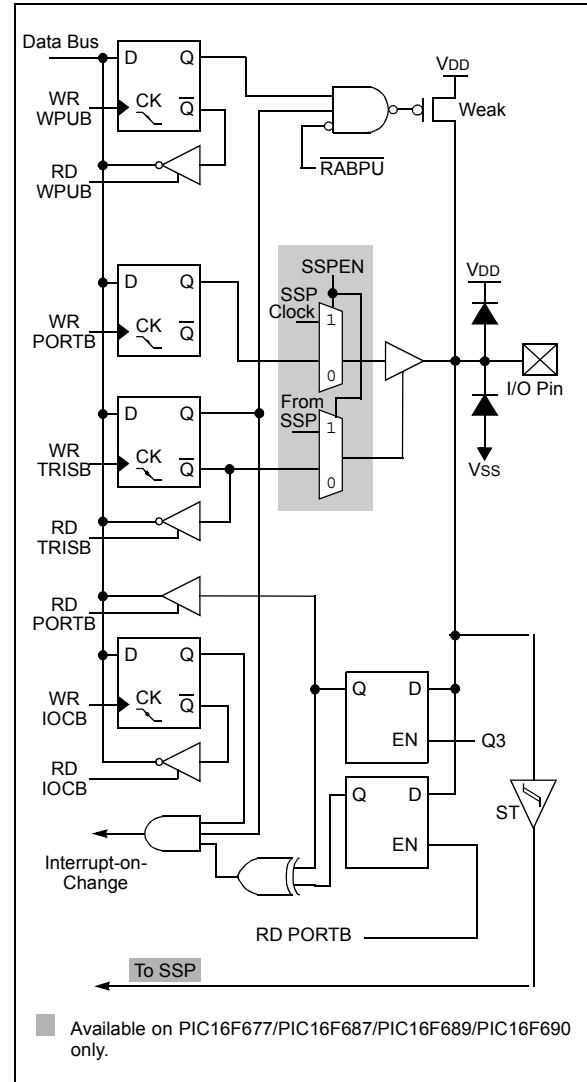 Data Bus
D Q
WR
WPUB
CK Q
RD
WPUB
VDD
Weak
RABPU
D Q
WR
PORTB
CK Q
SSPEN
SSP
Clock
1
0
VDD
I/O Pin
VSS
D Q
WR
TRISB
CK Q
From
SSP
1
0
RD
TRISB
RD
PORTB
D Q
WR
IOCB
CK Q
RD
IOCB
Q D
EN
Q3
Q D
EN
ST
Interrupt-on-
Change
RD PORTB
To SSP
Available on PIC16F677/PIC16F687/PIC16F689/PIC16F690
only.